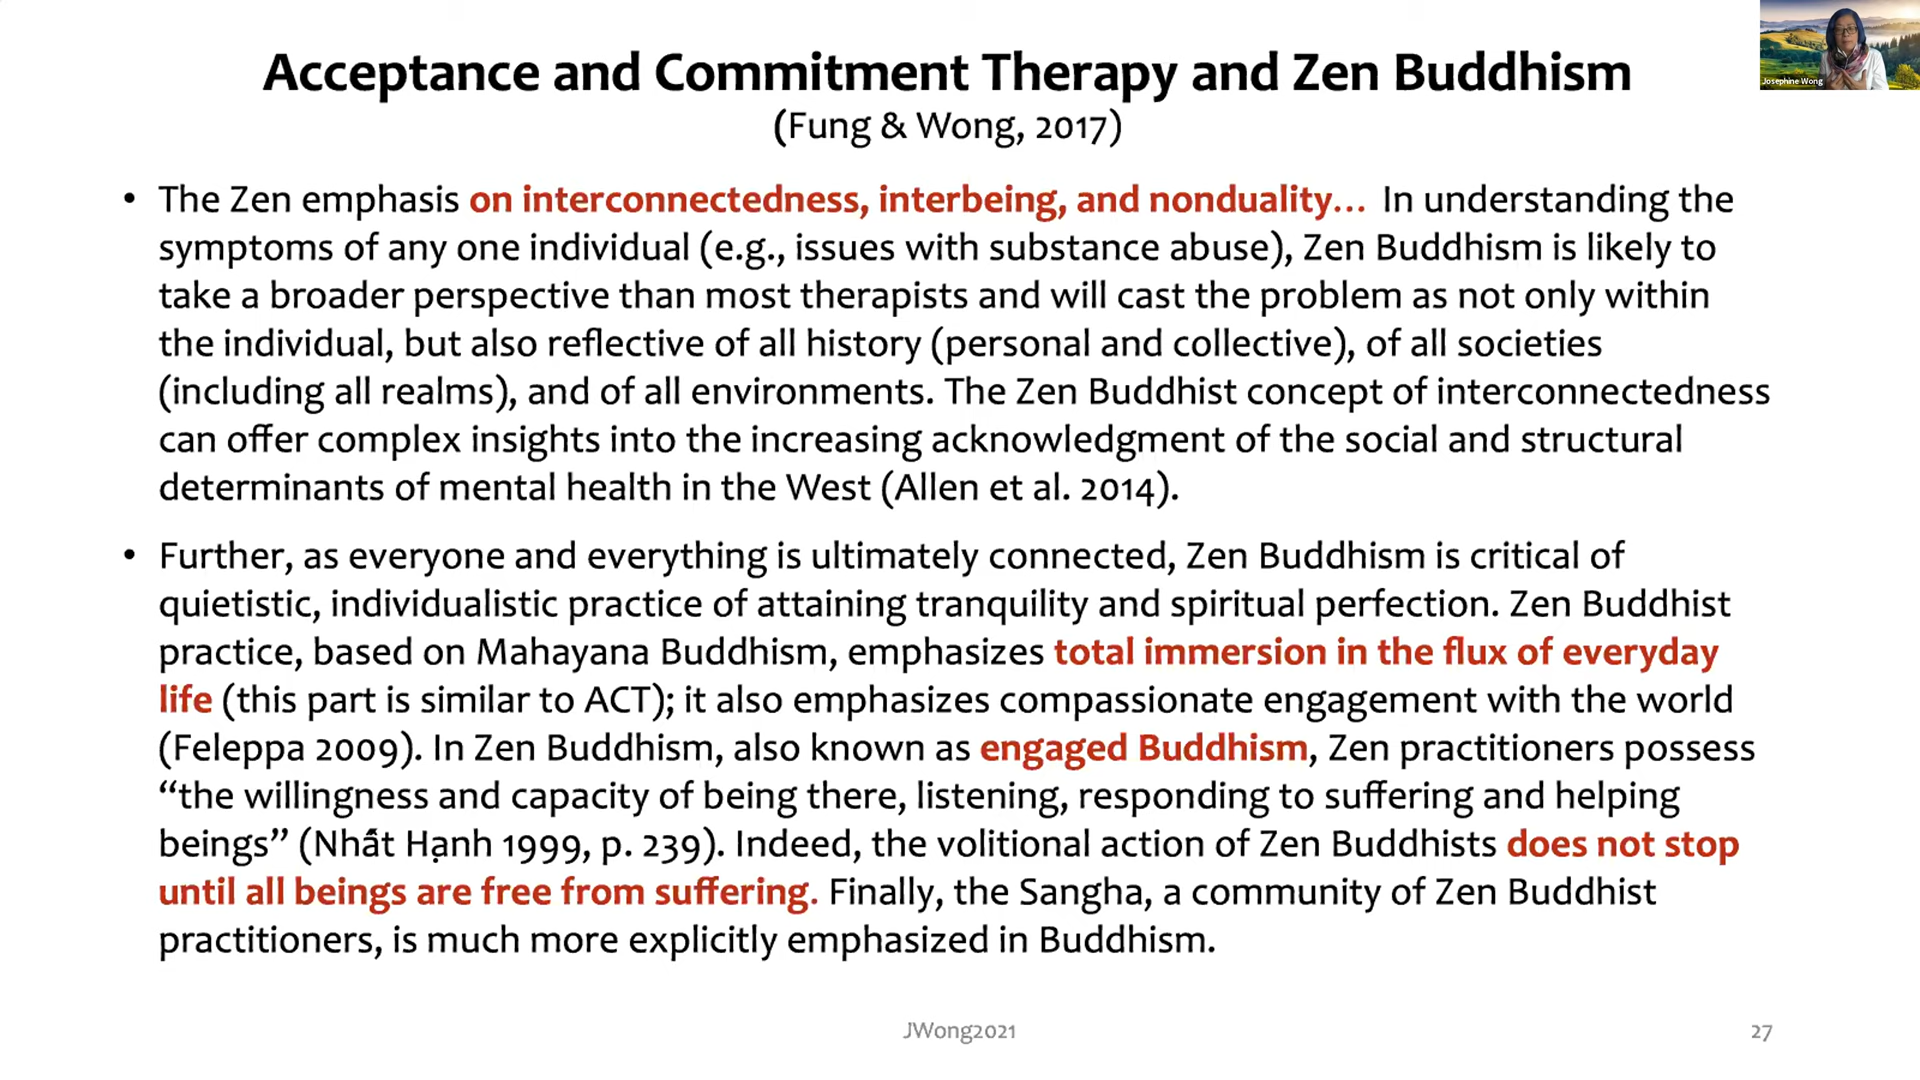 Acceptance and Commitment Therapy and Zen Buddhism
(Fung & Wong, 2017)
Josephine Wong
• The Zen emphasis on interconnectedness, interbeing, and nonduality… In understanding the
symptoms of any one individual (e.g., issues with substance abuse), Zen Buddhism is likely to
take a broader perspective than most therapists and will cast the problem as not only within
the individual, but also reflective of all history (personal and collective), of all societies
(including all realms), and of all environments. The Zen Buddhist concept of interconnectedness
can offer complex insights into the increasing acknowledgment of the social and structural
determinants of mental health in the West (Allen et al. 2014).
• Further, as everyone and everything is ultimately connected, Zen Buddhism is critical of
quietistic, individualistic practice of attaining tranquility and spiritual perfection. Zen Buddhist
practice, based on Mahayana Buddhism, emphasizes total immersion in the flux of everyday
life (this part is similar to ACT); it also emphasizes compassionate engagement with the world
(Feleppa 2009). In Zen Buddhism, also known as engaged Buddhism, Zen practitioners possess
“the willingness and capacity of being there, listening, responding to suffering and helping
beings” (Nhất Hạnh 1999, p. 239). Indeed, the volitional action of Zen Buddhists does not stop
until all beings are free from suffering. Finally, the Sangha, a community of Zen Buddhist
practitioners, is much more explicitly emphasized in Buddhism.
JWong2021
27